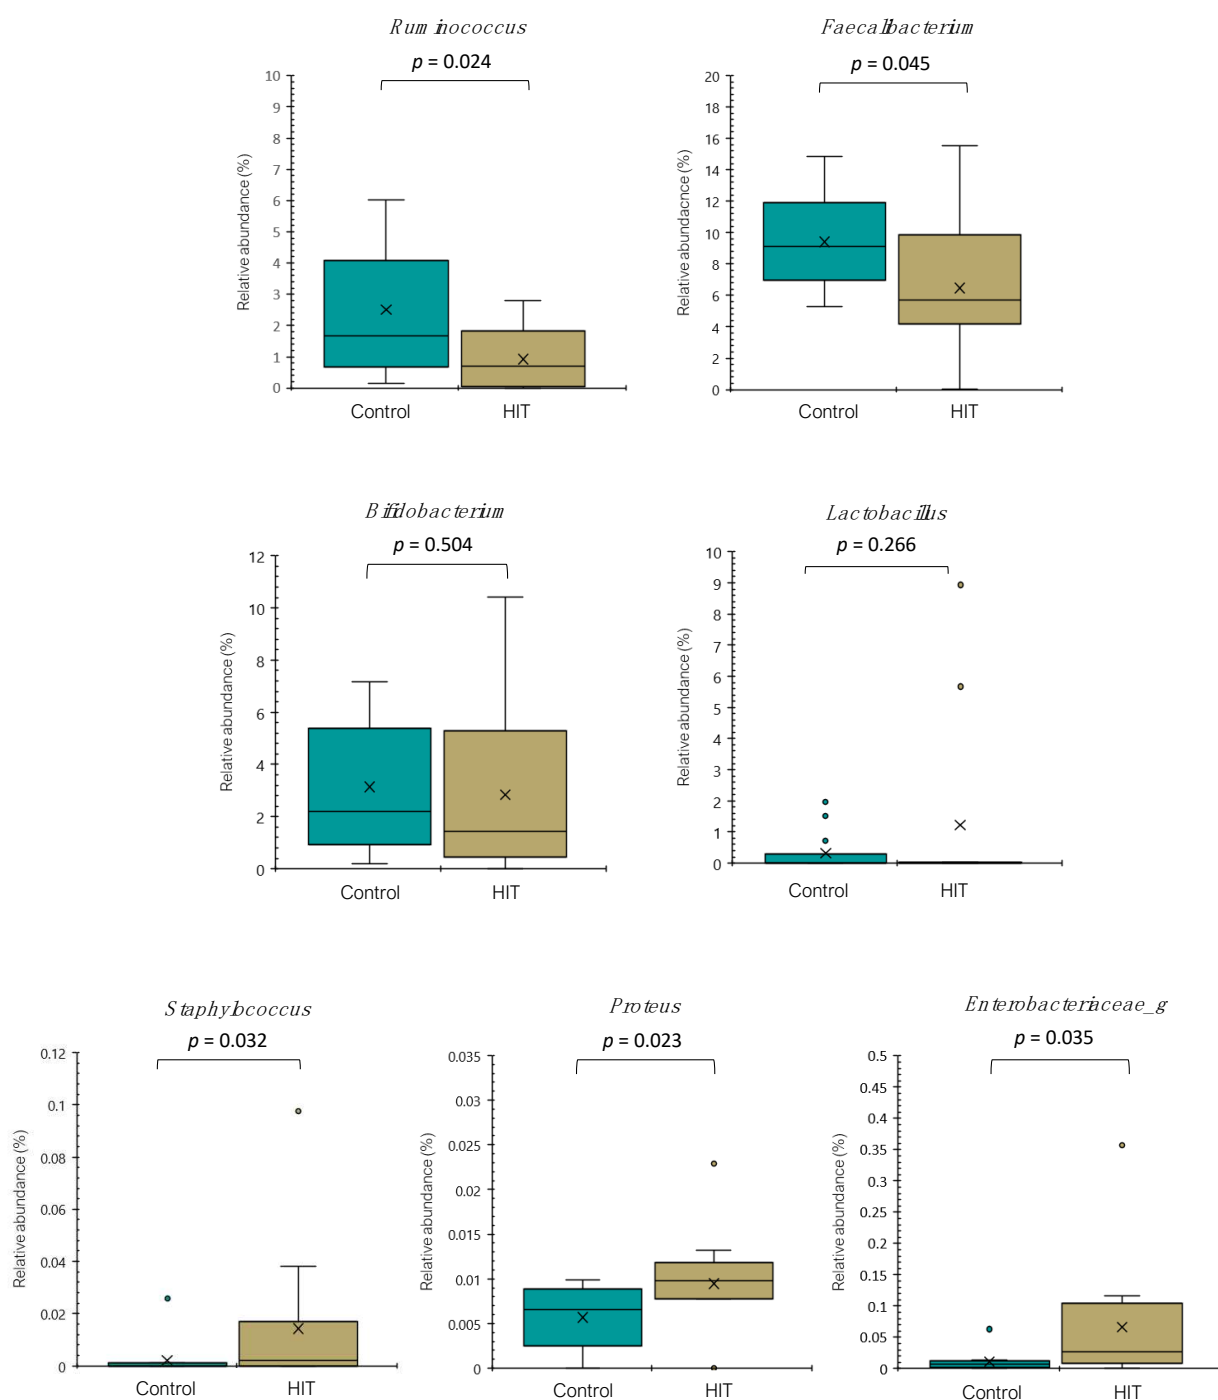 Ruminococcus
p = 0.024
10
9
8
7
6
5
4
3
2
1
0
Relative abundance (%)
Control
HIT
Faecalibacterium
p = 0.045
20
18
16
14
12
10
8
6
4
2
0
Relative abundacnce (%)
Control
HIT
Bifidobacterium
p = 0.504
12
10
8
6
4
2
0
Relative abundance (%)
Control
HIT
Lactobacillus
p = 0.266
10
9
8
7
6
5
4
3
2
1
0
Relative abundance (%)
Control
HIT
Staphylococcus
p = 0.032
0.12
0.1
0.08
0.06
0.04
0.02
0
Relative abundance (%)
Control
HIT
Proteus
p = 0.023
0.035
0.03
0.025
0.02
0.015
0.01
0.005
0
Relative abundance (%)
Control
HIT
Enterobacteriaceae_g
p = 0.035
0.5
0.45
0.4
0.35
0.3
0.25
0.2
0.15
0.1
0.05
0
Relative abundance (%)
Control
HIT